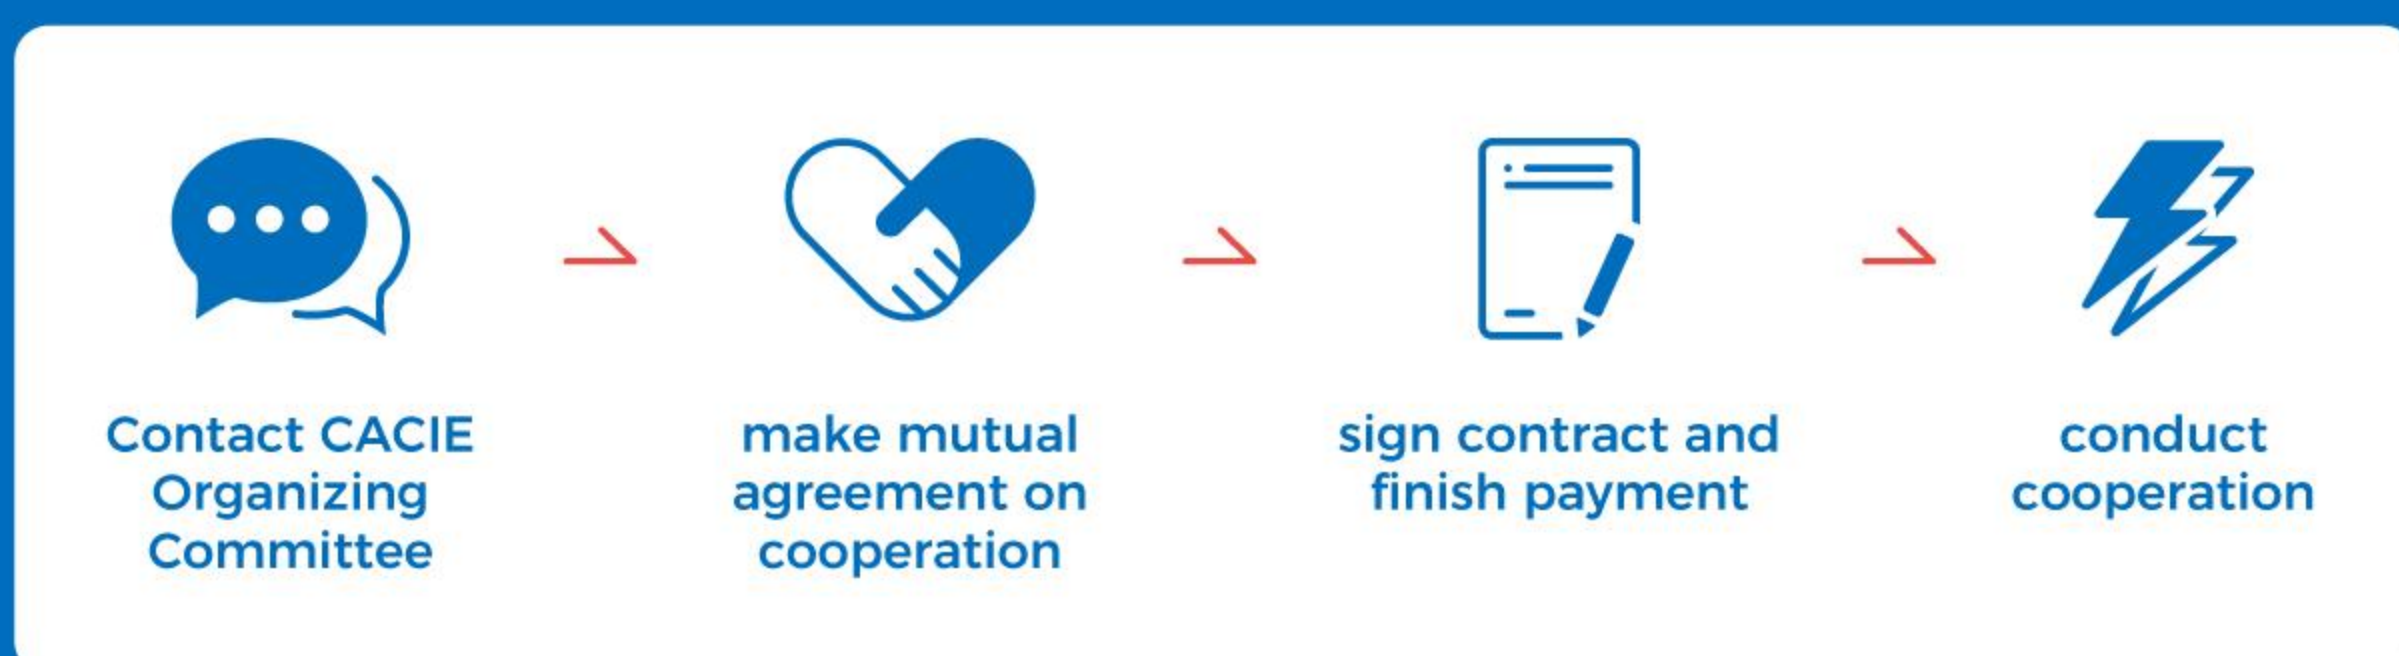 Contact CACIE
Organizing
Committee
make mutual
agreement on
cooperation
sign contract and
finish payment
conduct
cooperation